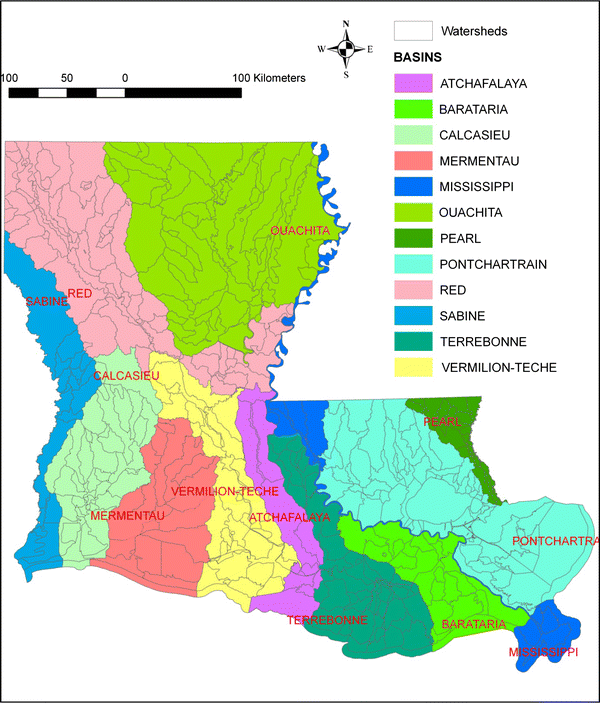 N
W E
S
100 50 0 100 Kilometers
Watersheds
BASINS
ATCHAFALAYA
BARATARIA
CALCASIEU
MERMENTAU
MISSISSIPPI
OUACHITA
PEARL
PONTCHARTRAIN
RED
SABINE
TERREBONNE
VERMILION-TECHE
OUACHITA
RED
SABINE
CALCASIEU
PEARL
VERMILION-TECHE
MERMENTAU
ATCHAFALAYA
PONTCHARTRA
TERREBONNE
BARATARIA
MISSISSIPPI